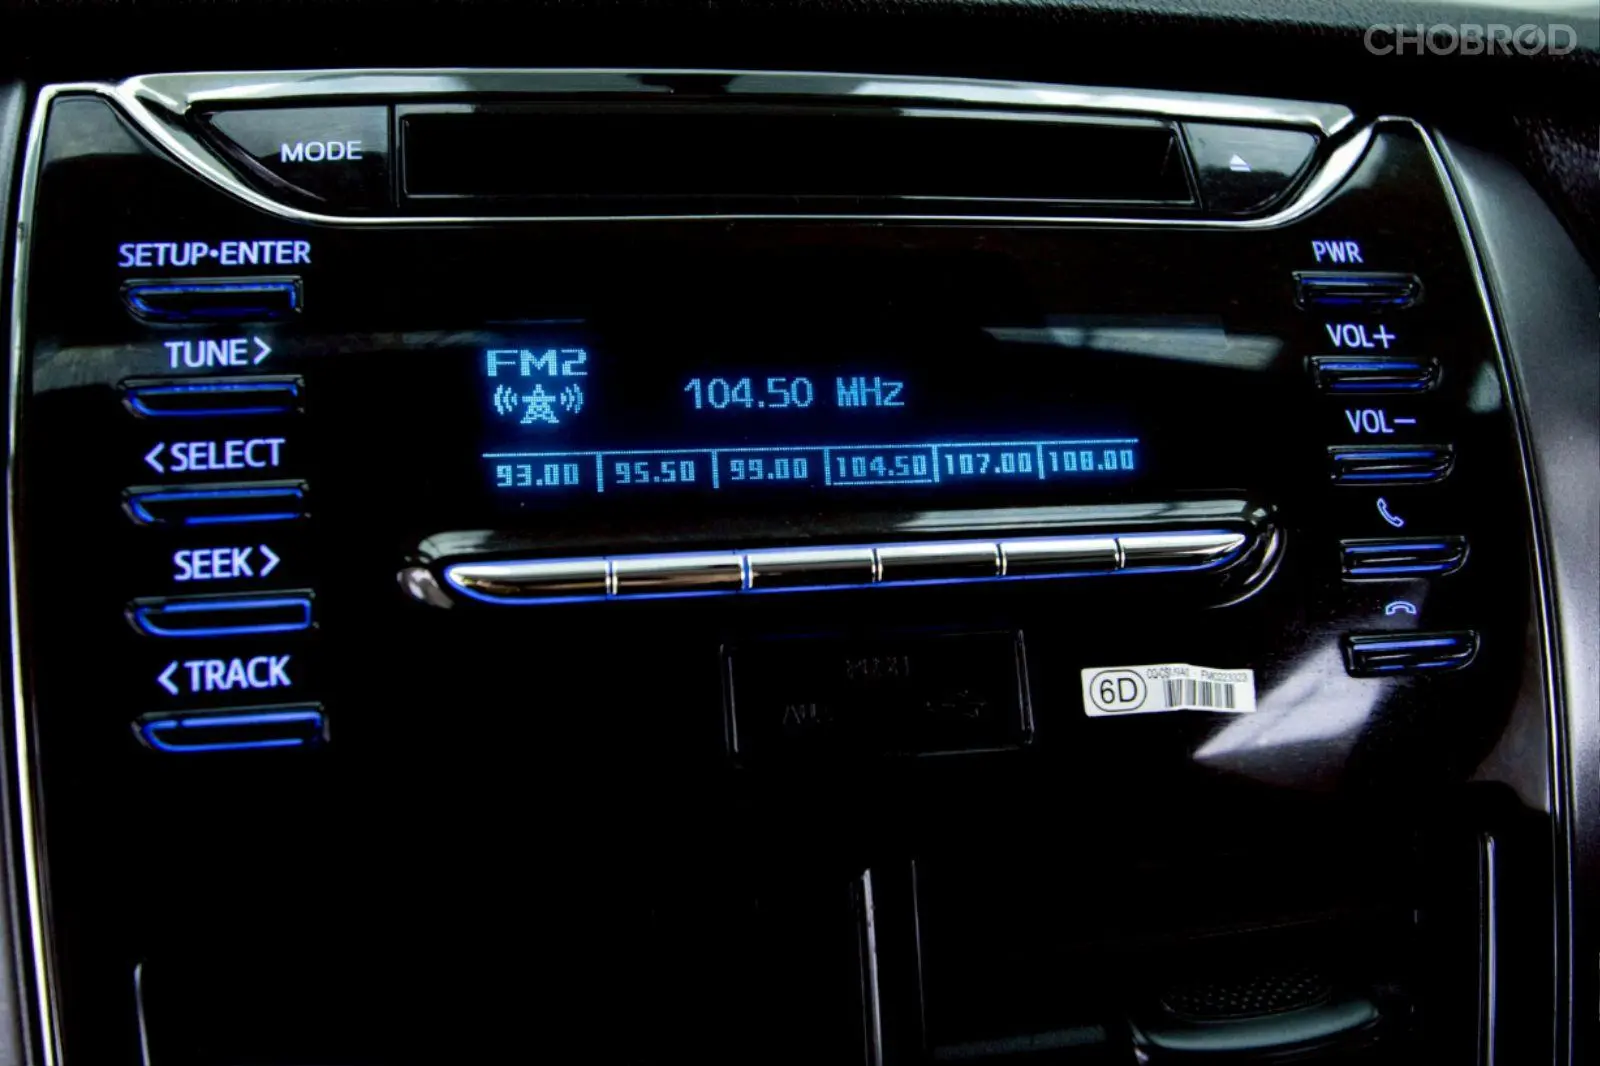 CHOBROD
MODE
SETUP•ENTER
TUNE>
<SELECT
SEEK>
<TRACK
FM2
104.50 MHz
93.00 95.50 99.00 104.50 107.00 108.00
PWR
VOL+
VOL-
AUX
6D